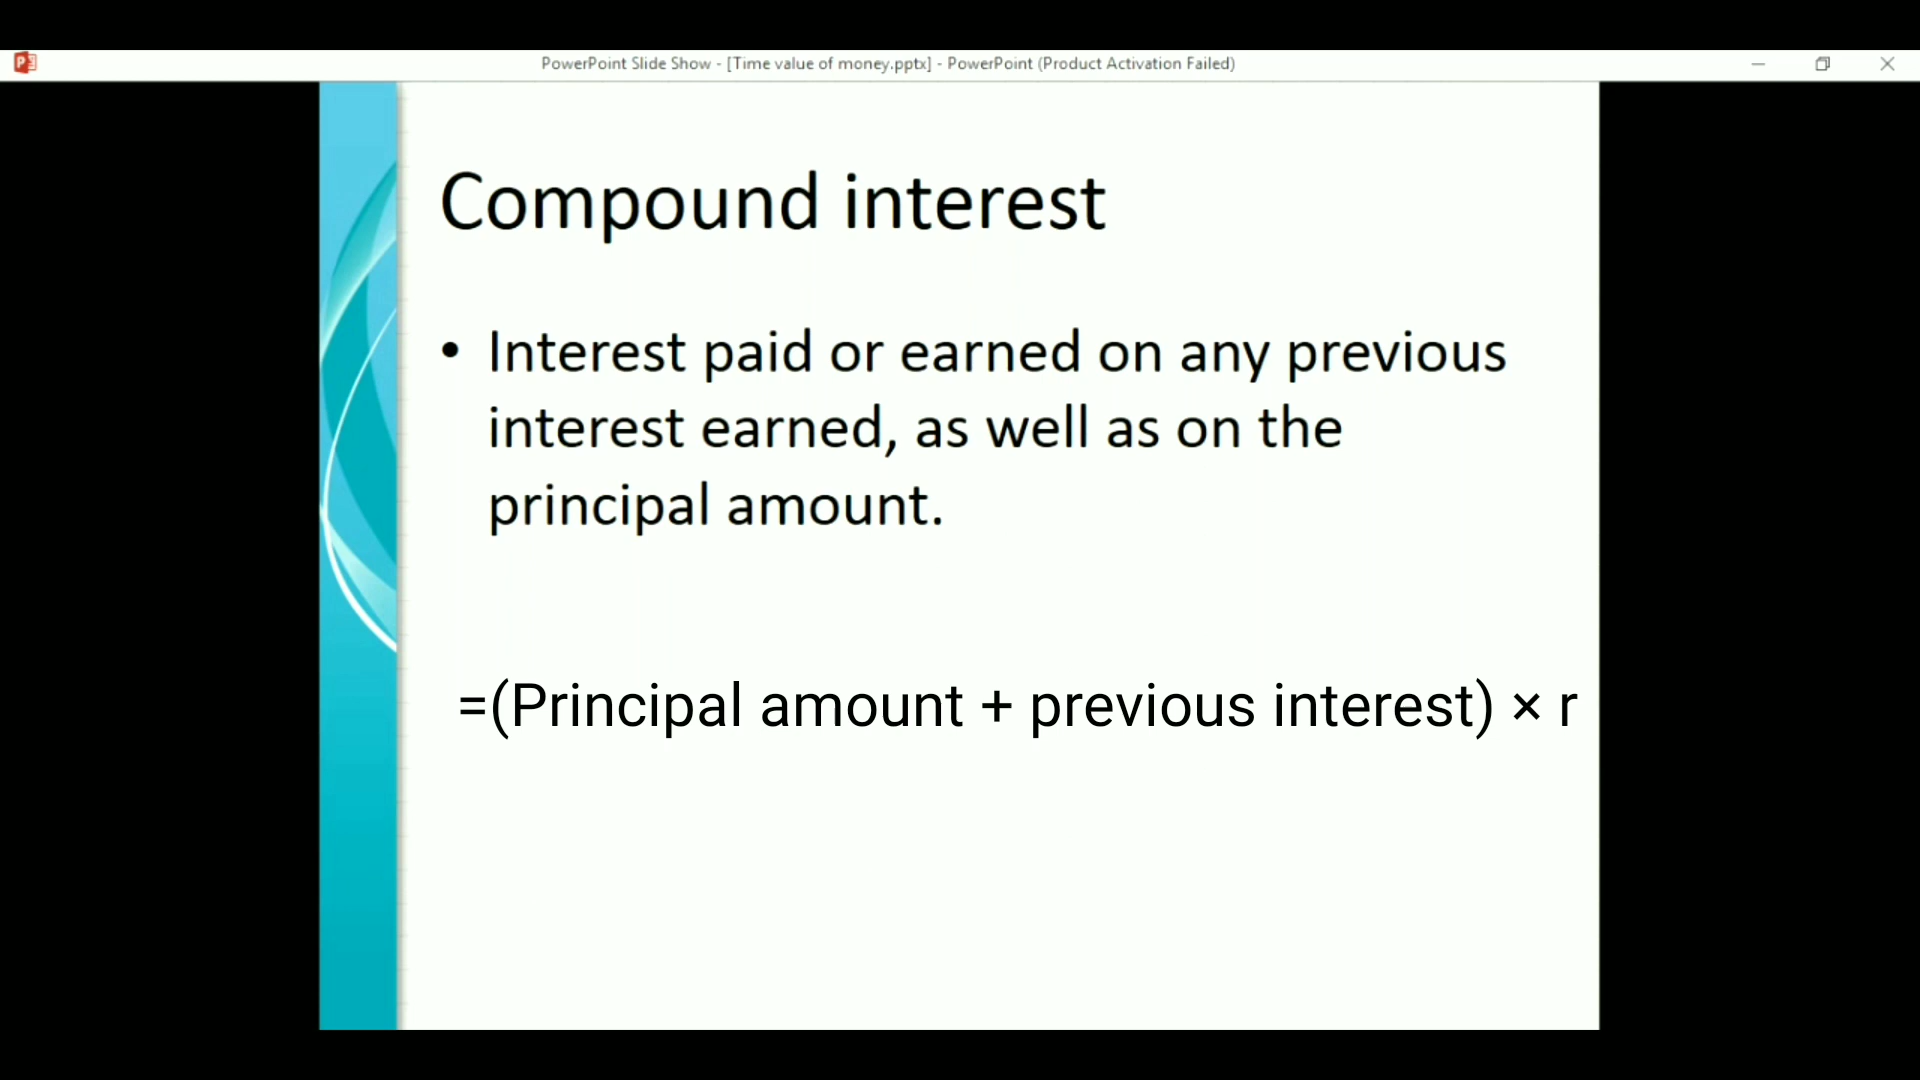 PowerPoint Slide Show - [Time value of money.pptx] - PowerPoint (Product Activation Failed)
Compound interest
• Interest paid or earned on any previous
interest earned, as well as on the
principal amount.
=(Principal amount + previous interest) × r